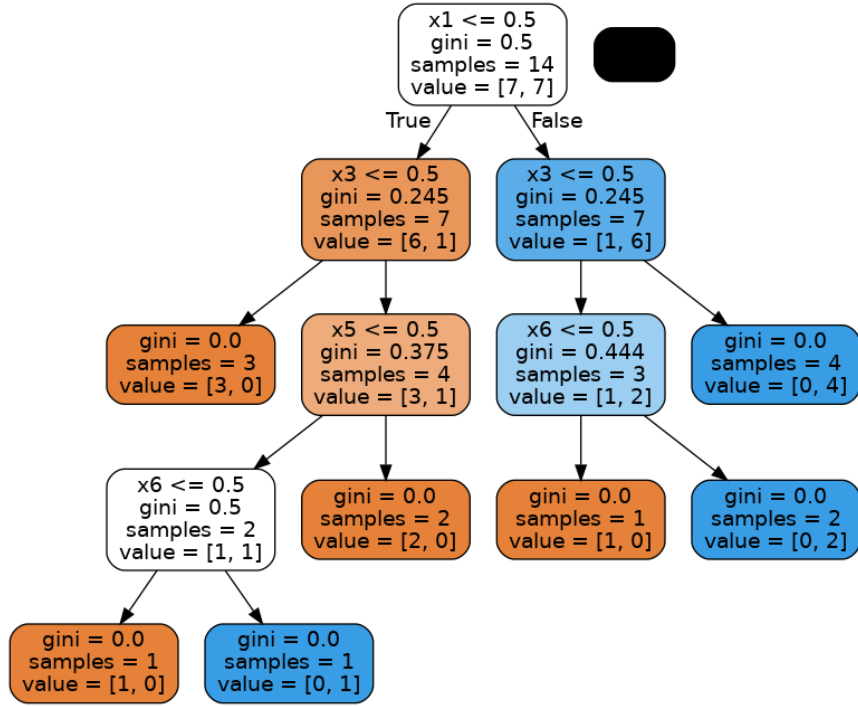 x1 <= 0.5
gini = 0.5
samples = 14
value = [7, 7]
True
False
x3 <= 0.5
gini = 0.245
samples = 7
value = [6, 1]
x3 <= 0.5
gini = 0.245
samples = 7
value = [1, 6]
gini = 0.0
samples = 3
value = [3, 0]
x5 <= 0.5
gini = 0.375
samples = 4
value = [3, 1]
x6 <= 0.5
gini = 0.444
samples = 3
value = [1, 2]
gini = 0.0
samples = 4
value = [0, 4]
x6 <= 0.5
gini = 0.5
samples = 2
value = [1, 1]
gini = 0.0
samples = 2
value = [2, 0]
gini = 0.0
samples = 1
value = [1, 0]
gini = 0.0
samples = 2
value = [0, 2]
gini = 0.0
samples = 1
value = [1, 0]
gini = 0.0
samples = 1
value = [0, 1]